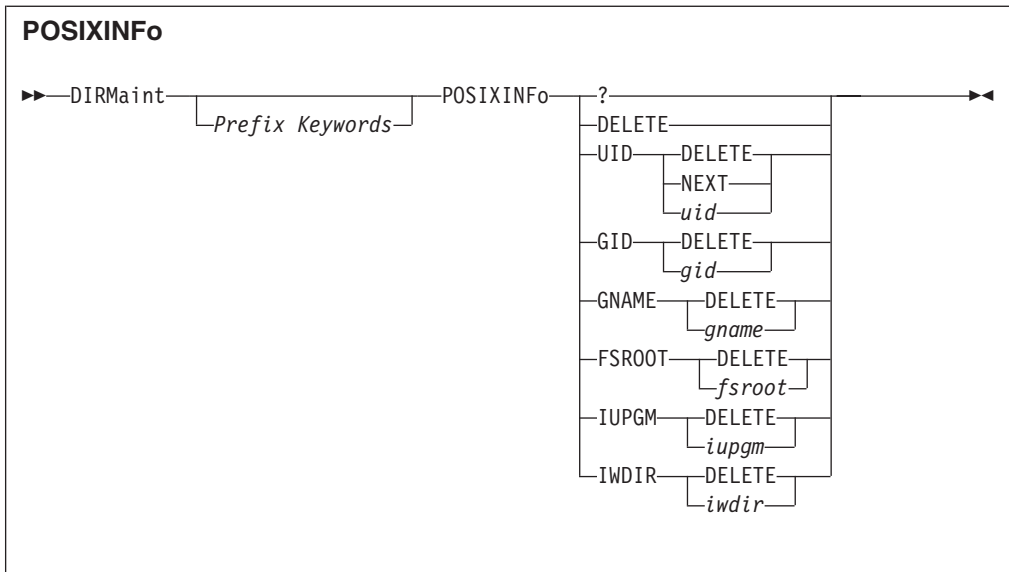 POSIXINFo
DIRMaint POSIXINFo ?
Prefix Keywords
DELETE
UID DELETE
NEXT
uid
GID DELETE
gid
GNAME DELETE
gname
FSROOT DELETE
fsroot
IUPGM DELETE
iupgm
IWDIR DELETE
iwdir